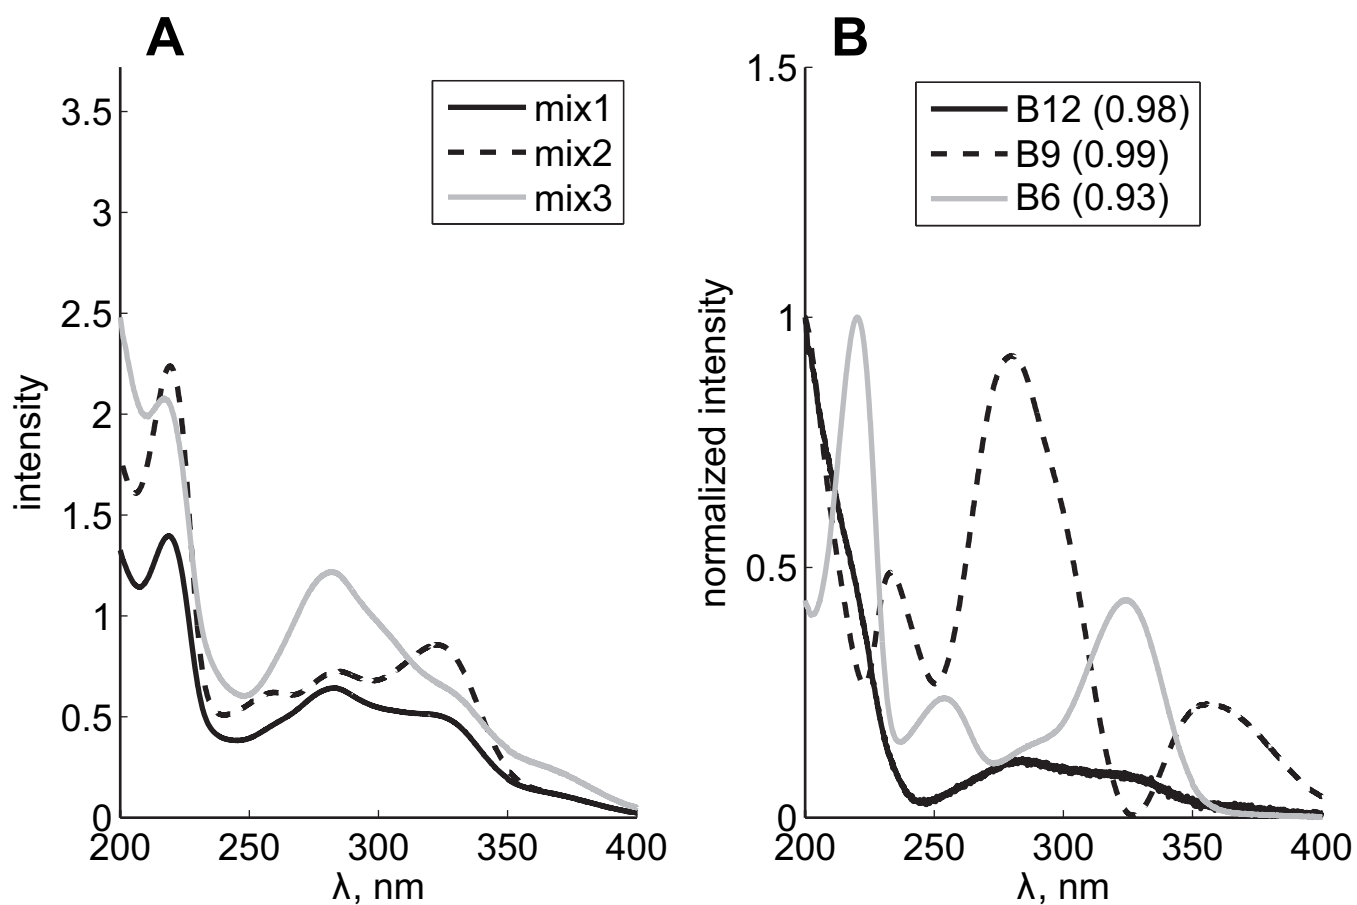 A
intensity
3.5
3
2.5
2
1.5
1
0.5
0
200
250
300
350
400
λ, nm
mix1
mix2
mix3
B
normalized intensity
1.5
1
0.5
0
200
250
300
350
400
λ, nm
B12 (0.98)
B9 (0.99)
B6 (0.93)